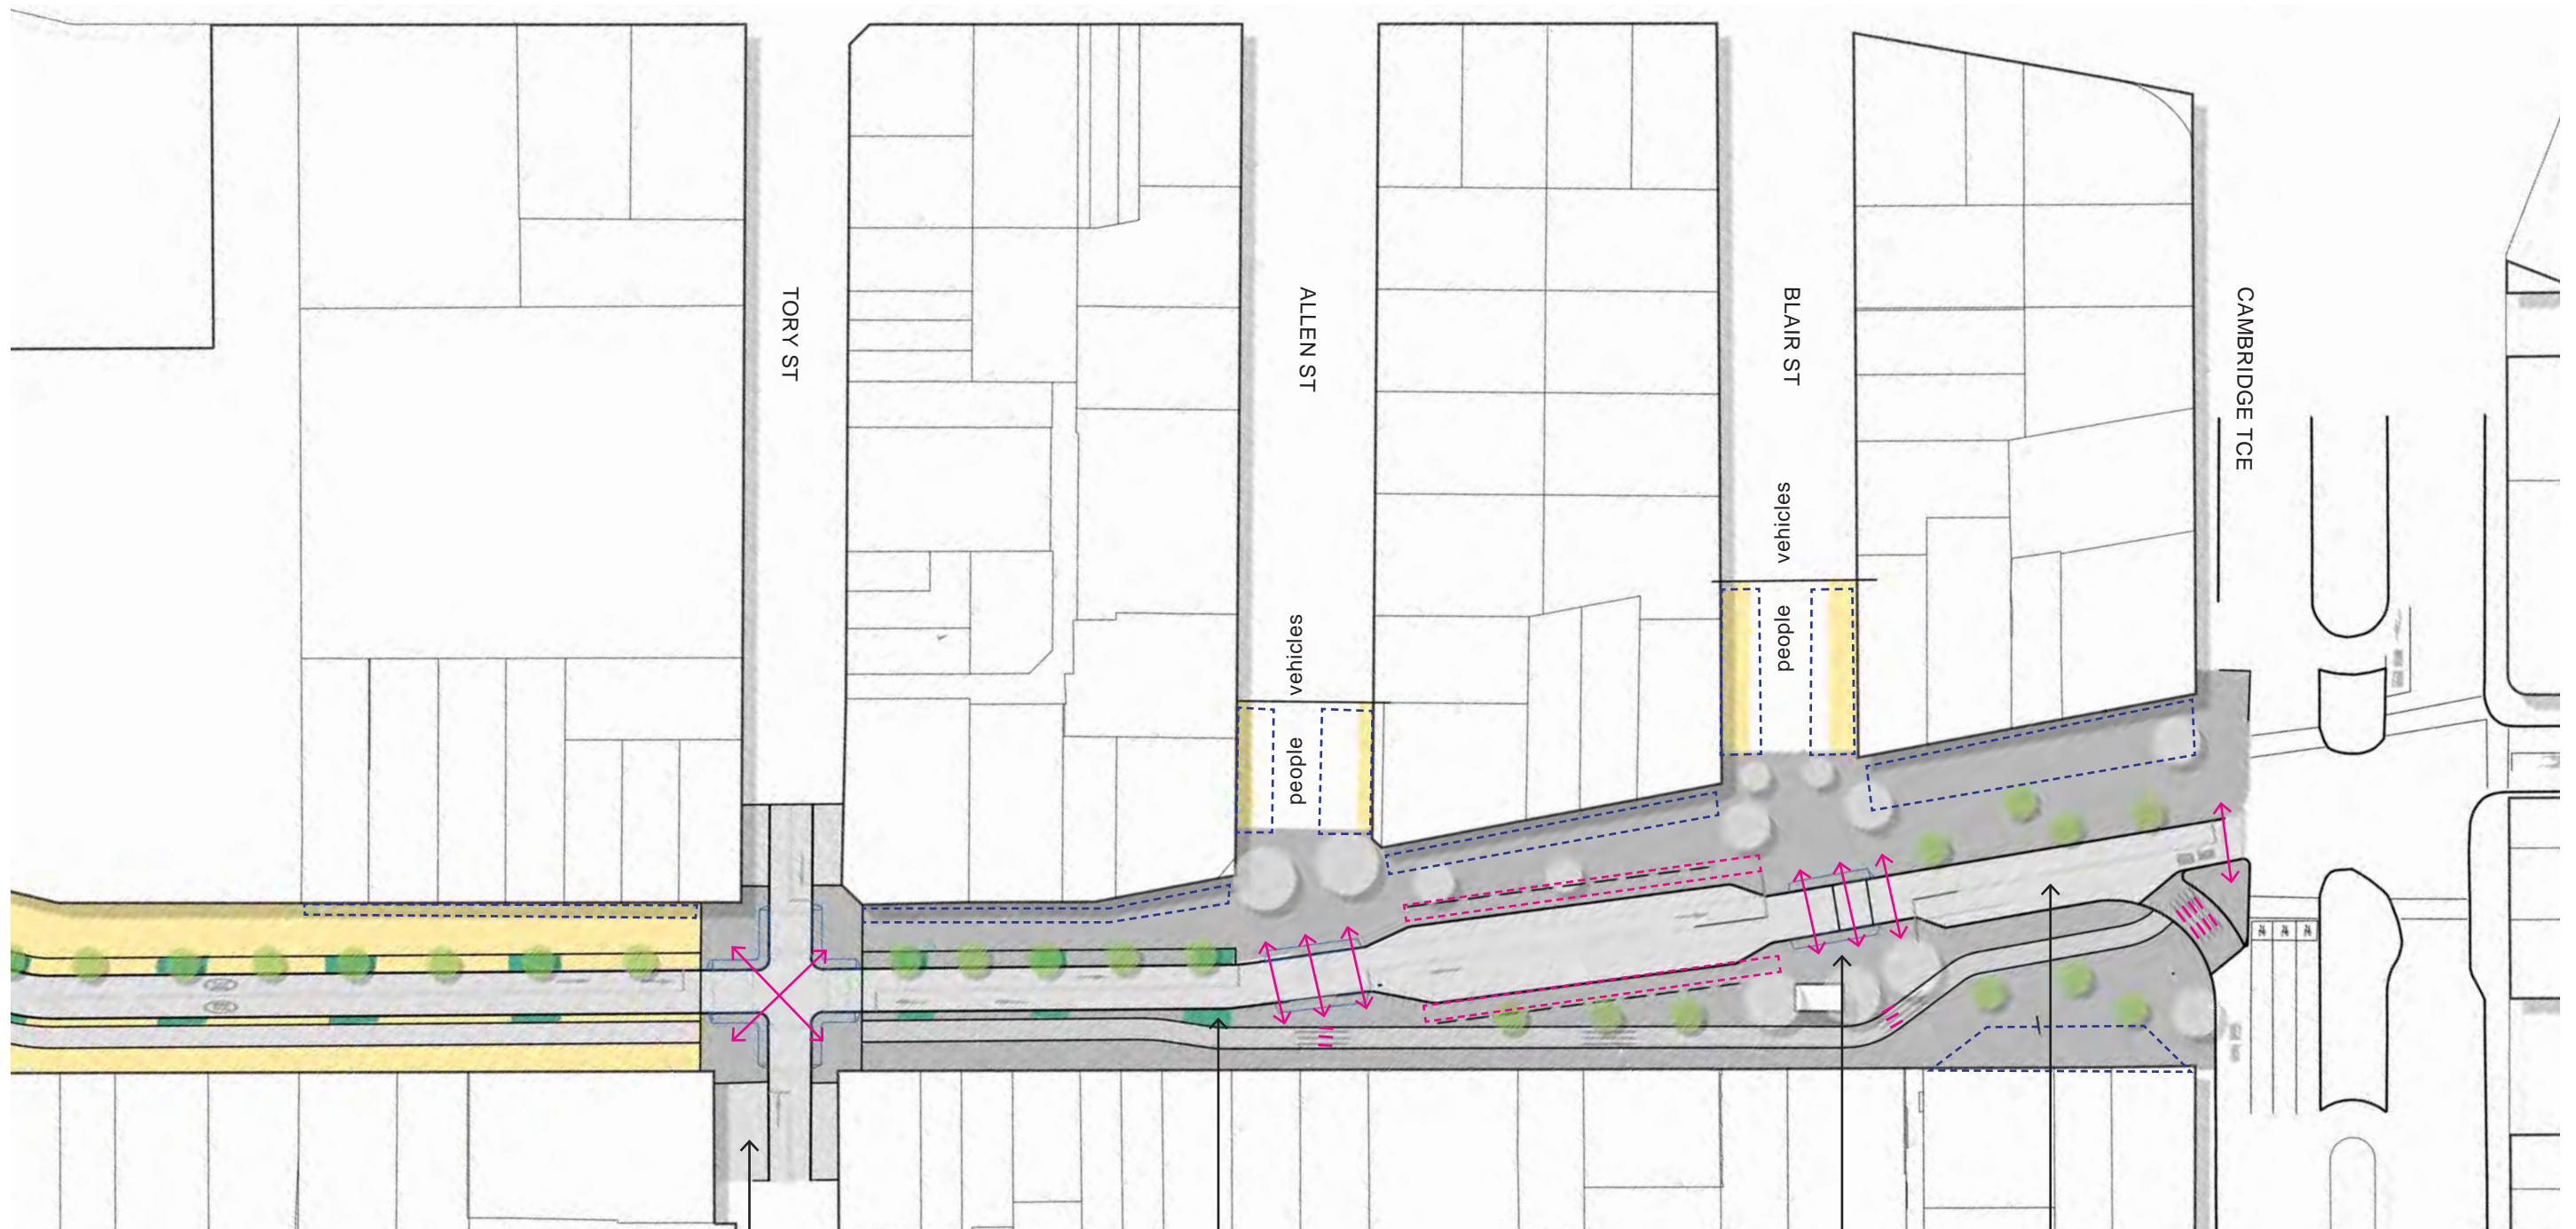 TORY ST
ALLEN ST
BLAIR ST
CAMBRIDGE TCE
vehicles
people
vehicles
people